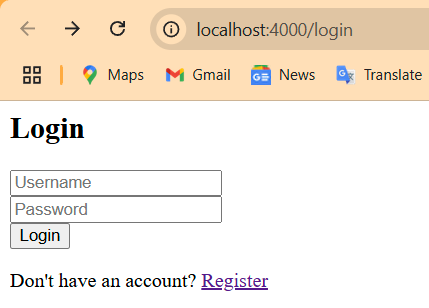 localhost:4000/login
Maps Gmail News Translate
Login
Username
Password
Login
Don't have an account? Register